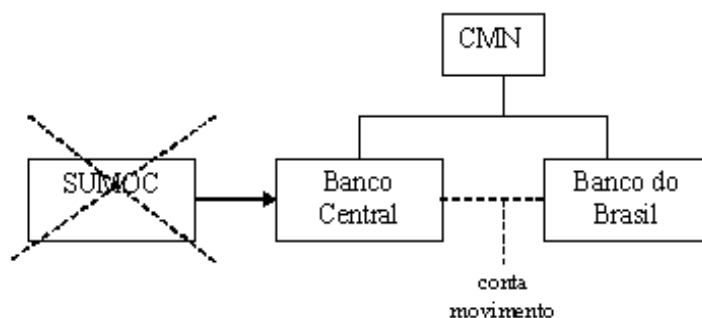 CMN
SUMOC
Banco
Central
Banco do
Brasil
conta
movimento